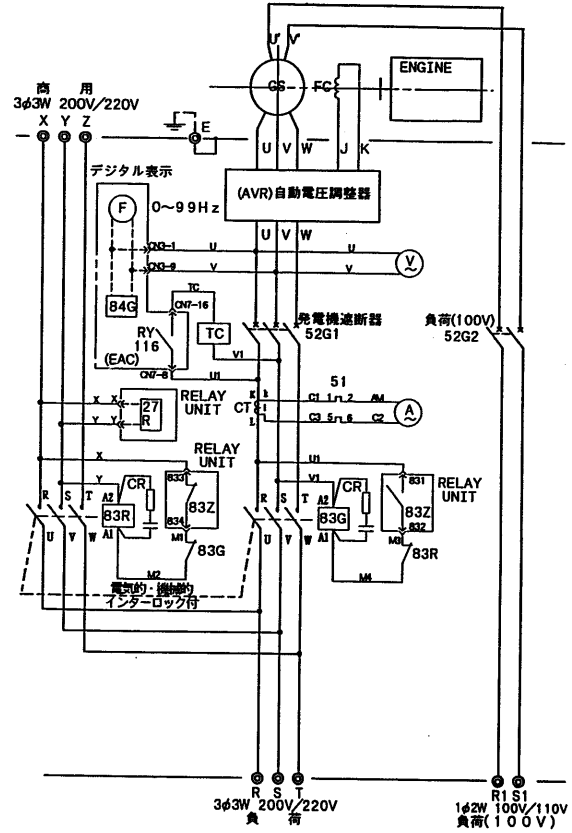 U' V'
ENGINE
GS
FC
商 用
3φ3W 200V/220V
X Y Z
E
U V W J K
デジタル表示
(AVR)自動電圧調整器
F
0~99Hz
U V W
CN3-1 U U
V
CN3-9 V V
84G
TC
CN7-16
RY
116
TC
発電機遮断器
52G1
負荷(100V)
52G2
(EAC)
V1
CN7-8 U1
51
RELAY
UNIT
X X
27
R
Y Y
K k
CT
L l
C1 1 2 AM
C3 5 6 C2
A
RELAY
UNIT
X
Y
833
83Z
834
U1
V1
831
83Z
832
RELAY
UNIT
R S T
A2
83R
A1
CR
U V W
M1
83G
M2
R S T
A2
83G
A1
CR
U V W
M3
83R
M4
電気的・機械的
インターロック付
R S T
3φ3W 200V/220V
負 荷
R1 S1
1φ2W 100V/110V
負荷(100V)